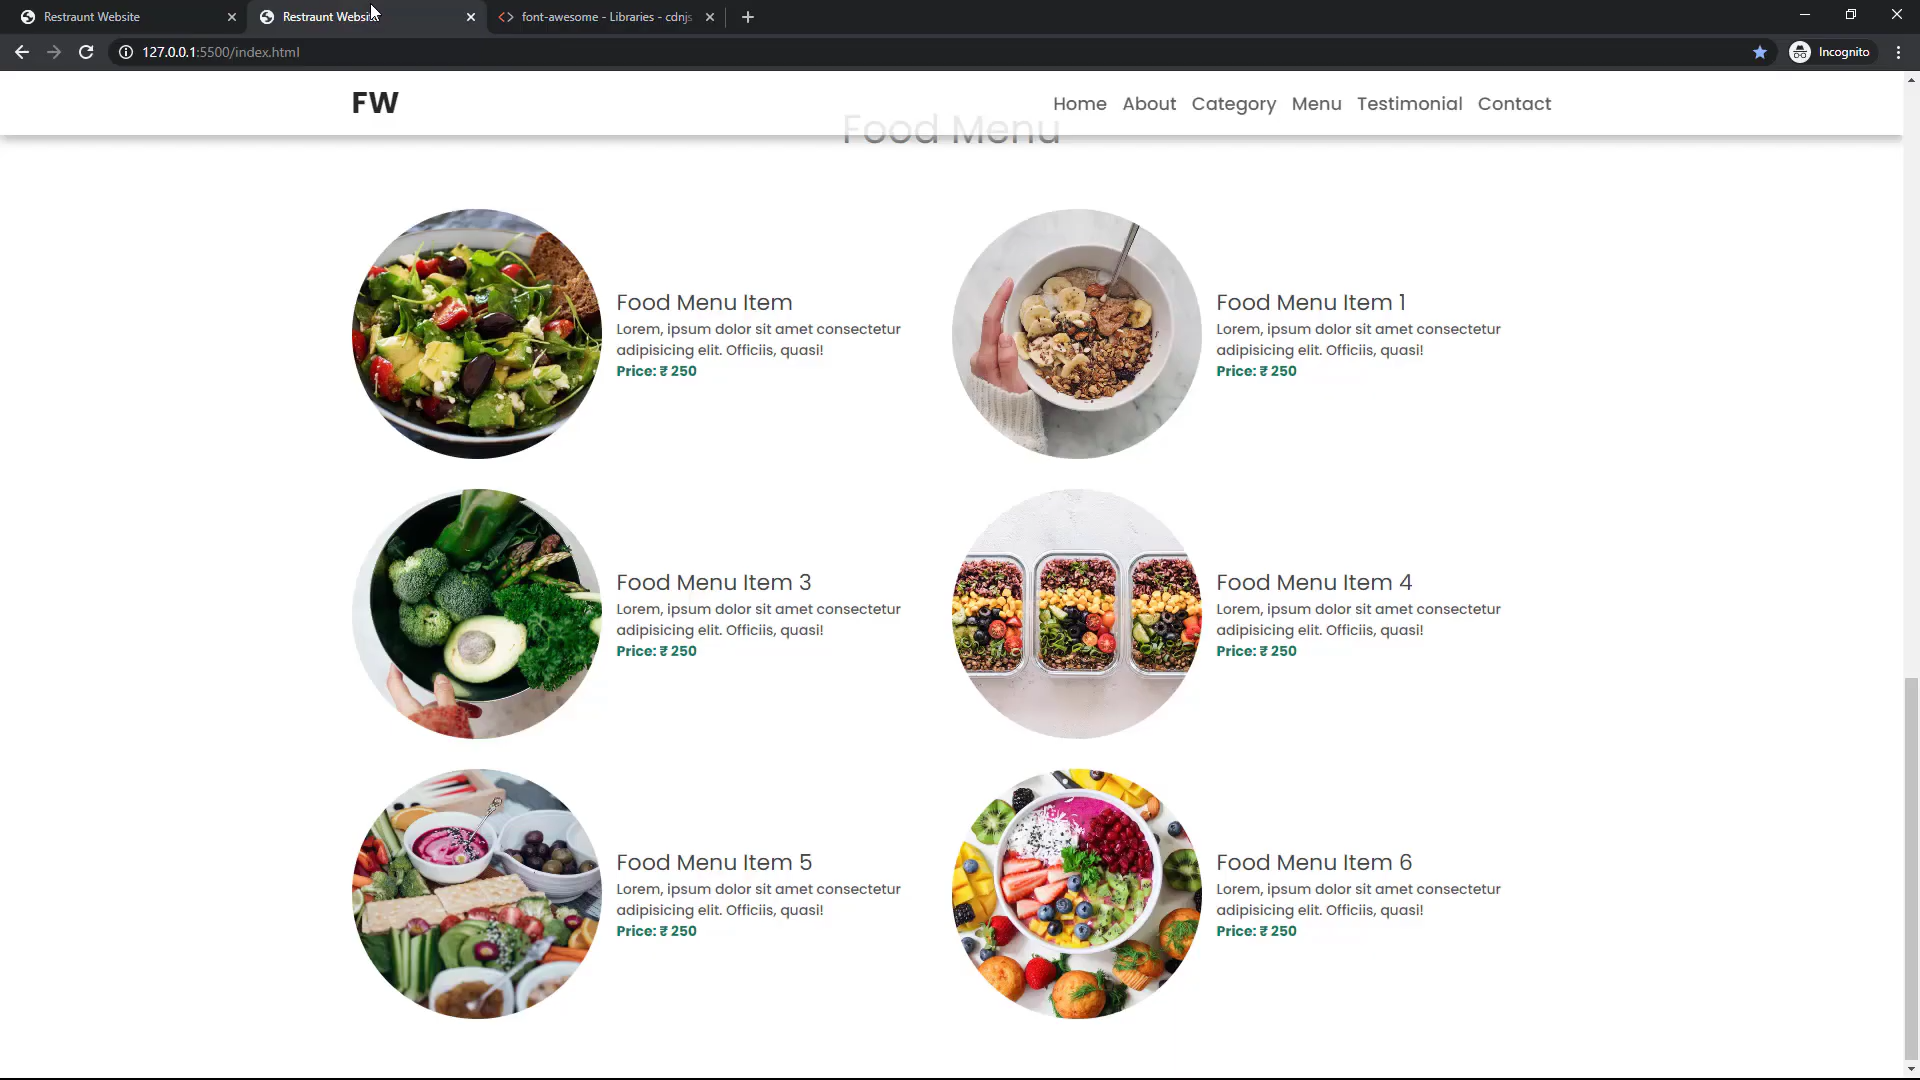 Restraunt Website
Restraunt Websit
font-awesome - Libraries - cdnjs
127.0.0.1:5500/index.html
Incognito
FW
Home About Category Menu Testimonial Contact
Food Menu
Food Menu Item
Lorem, ipsum dolor sit amet consectetur
adipisicing elit. Officiis, quasi!
Price: ₹ 250
Food Menu Item 1
Lorem, ipsum dolor sit amet consectetur
adipisicing elit. Officiis, quasi!
Price: ₹ 250
Food Menu Item 3
Lorem, ipsum dolor sit amet consectetur
adipisicing elit. Officiis, quasi!
Price: ₹ 250
Food Menu Item 4
Lorem, ipsum dolor sit amet consectetur
adipisicing elit. Officiis, quasi!
Price: ₹ 250
Food Menu Item 5
Lorem, ipsum dolor sit amet consectetur
adipisicing elit. Officiis, quasi!
Price: ₹ 250
Food Menu Item 6
Lorem, ipsum dolor sit amet consectetur
adipisicing elit. Officiis, quasi!
Price: ₹ 250